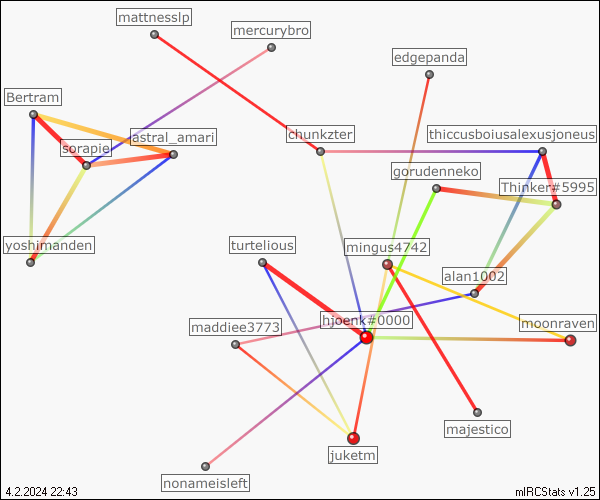 mattnesslp
mercurybro
edgepanda
Bertram
sorapie
astral_amari
chunkzter
thiccusboiusalexusjoneus
gorudenneko
Thinker#5995
yoshinanden
turtelious
mingus4742
alan1002
maddiee3773
hjoenk#0000
moonraven
majestico
juketm
nonameisleft
4.2.2024 22:43
mIRCStats v1.25